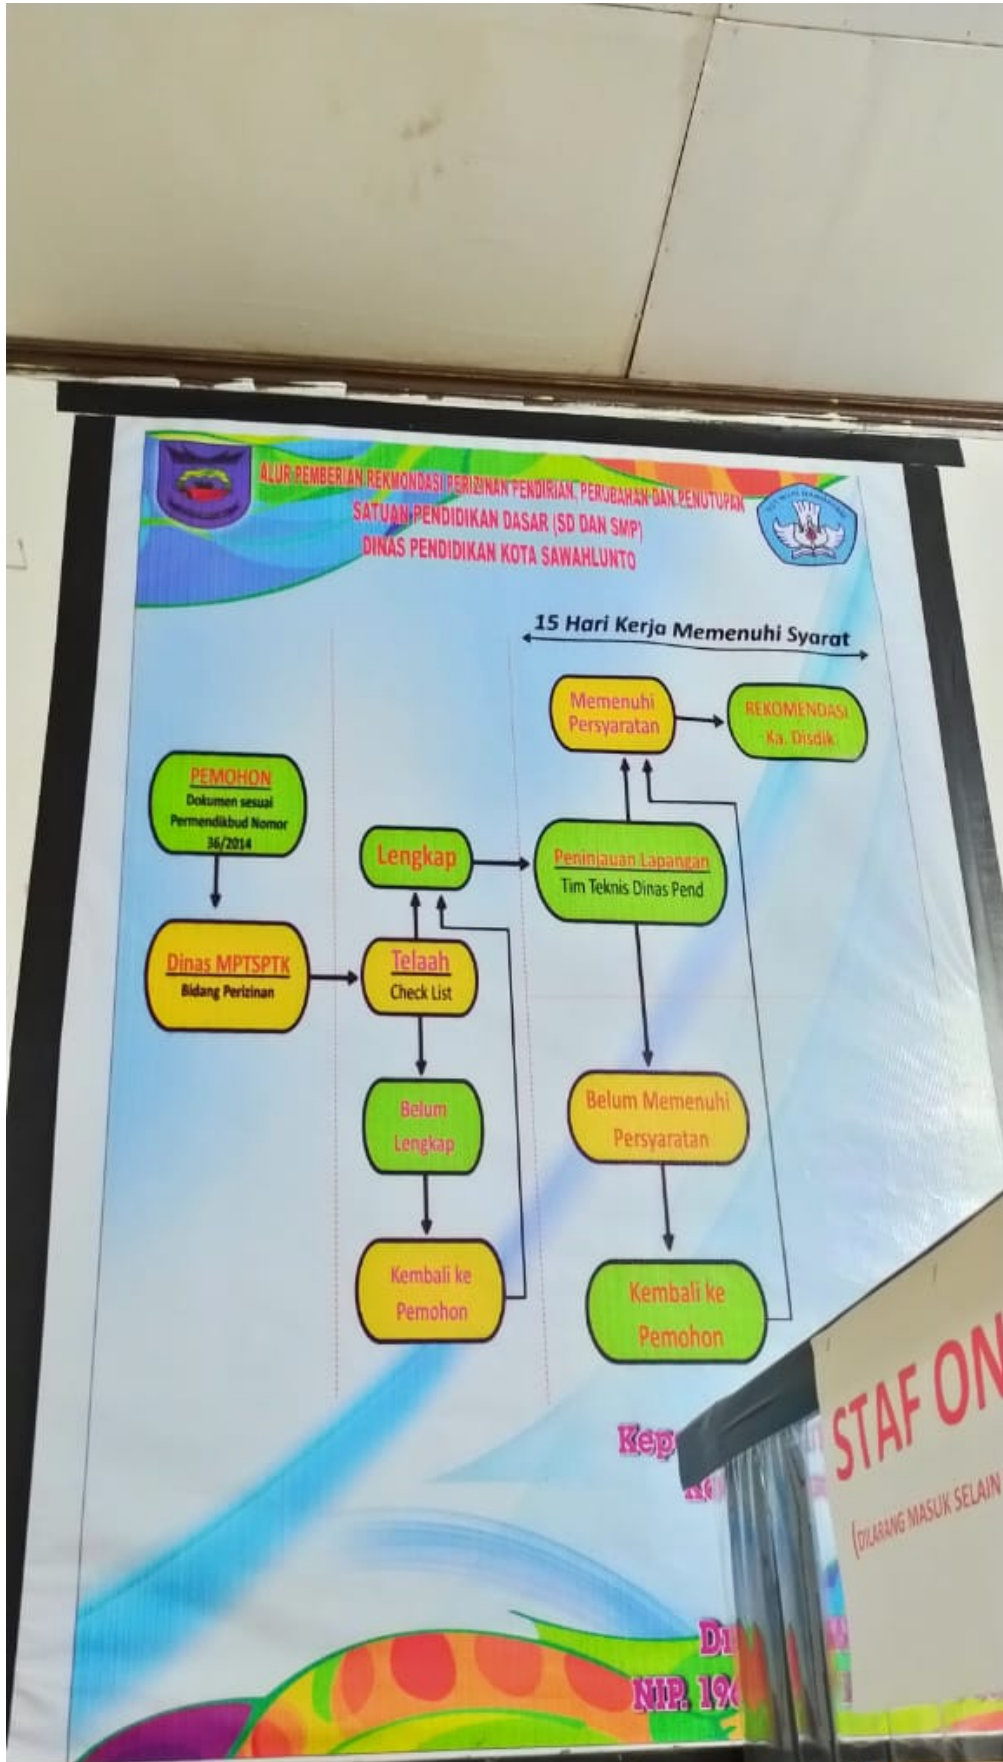 ALUR PEMBERIAN REKMONDASI PERIZINAN PENDIRIAN, PERUBAHAN DAN PENUTUPAN
SATUAN PENDIDIKAN DASAR (SD DAN SMP)
DINAS PENDIDIKAN KOTA SAWAHLUNTO
15 Hari Kerja Memenuhi Syarat
Memenuhi
Persyaratan
REKOMENDASI
Ka. Disdik
PEMOHON
Dokumen sesuai
Permendikbud Nomor
36/2014
Lengkap
Peninjauan Lapangan
Tim Teknis Dinas Pend
Dinas MPTSPTK
Bidang Perizinan
Telaah
Check List
Belum
Lengkap
Belum Memenuhi
Persyaratan
Kembali ke
Pemohon
Kembali ke
Pemohon
STAF ON
(DILARANG MASUK SELAIN
NIP.